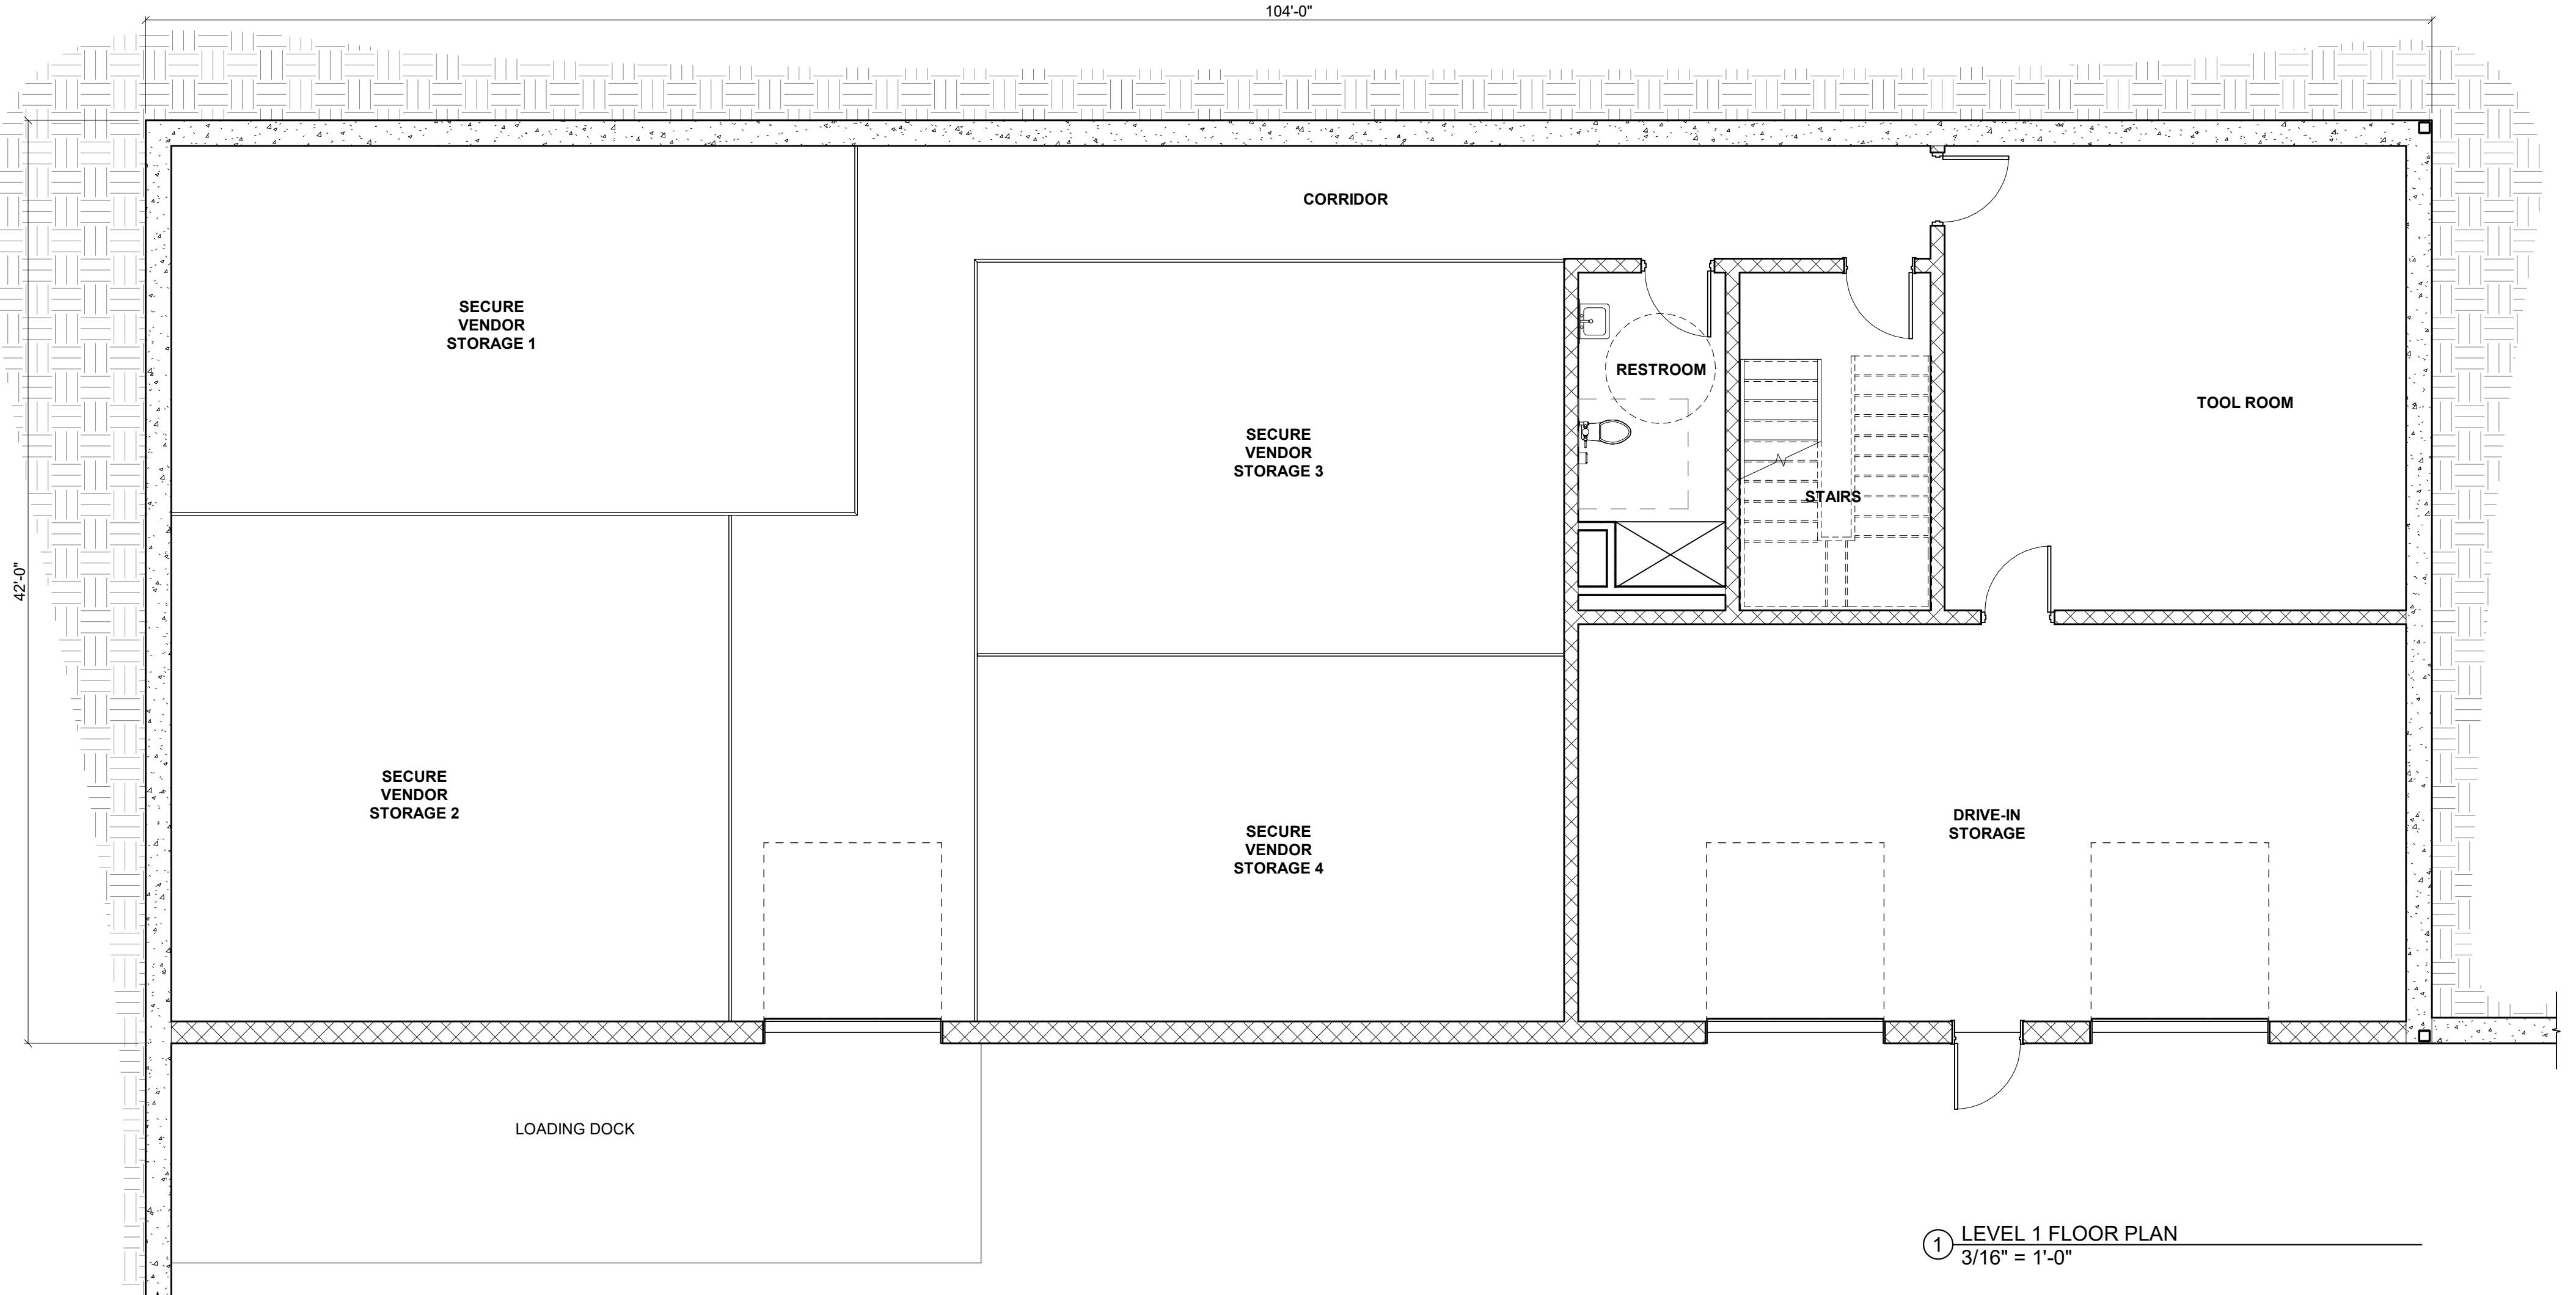 104'-0"
CORRIDOR
SECURE
VENDOR
STORAGE 1
RESTROOM
TOOL ROOM
SECURE
VENDOR
STORAGE 3
STAIRS
42'-0"
SECURE
VENDOR
STORAGE 2
DRIVE-IN
STORAGE
SECURE
VENDOR
STORAGE 4
LOADING DOCK
1
LEVEL 1 FLOOR PLAN
3/16" = 1'-0"